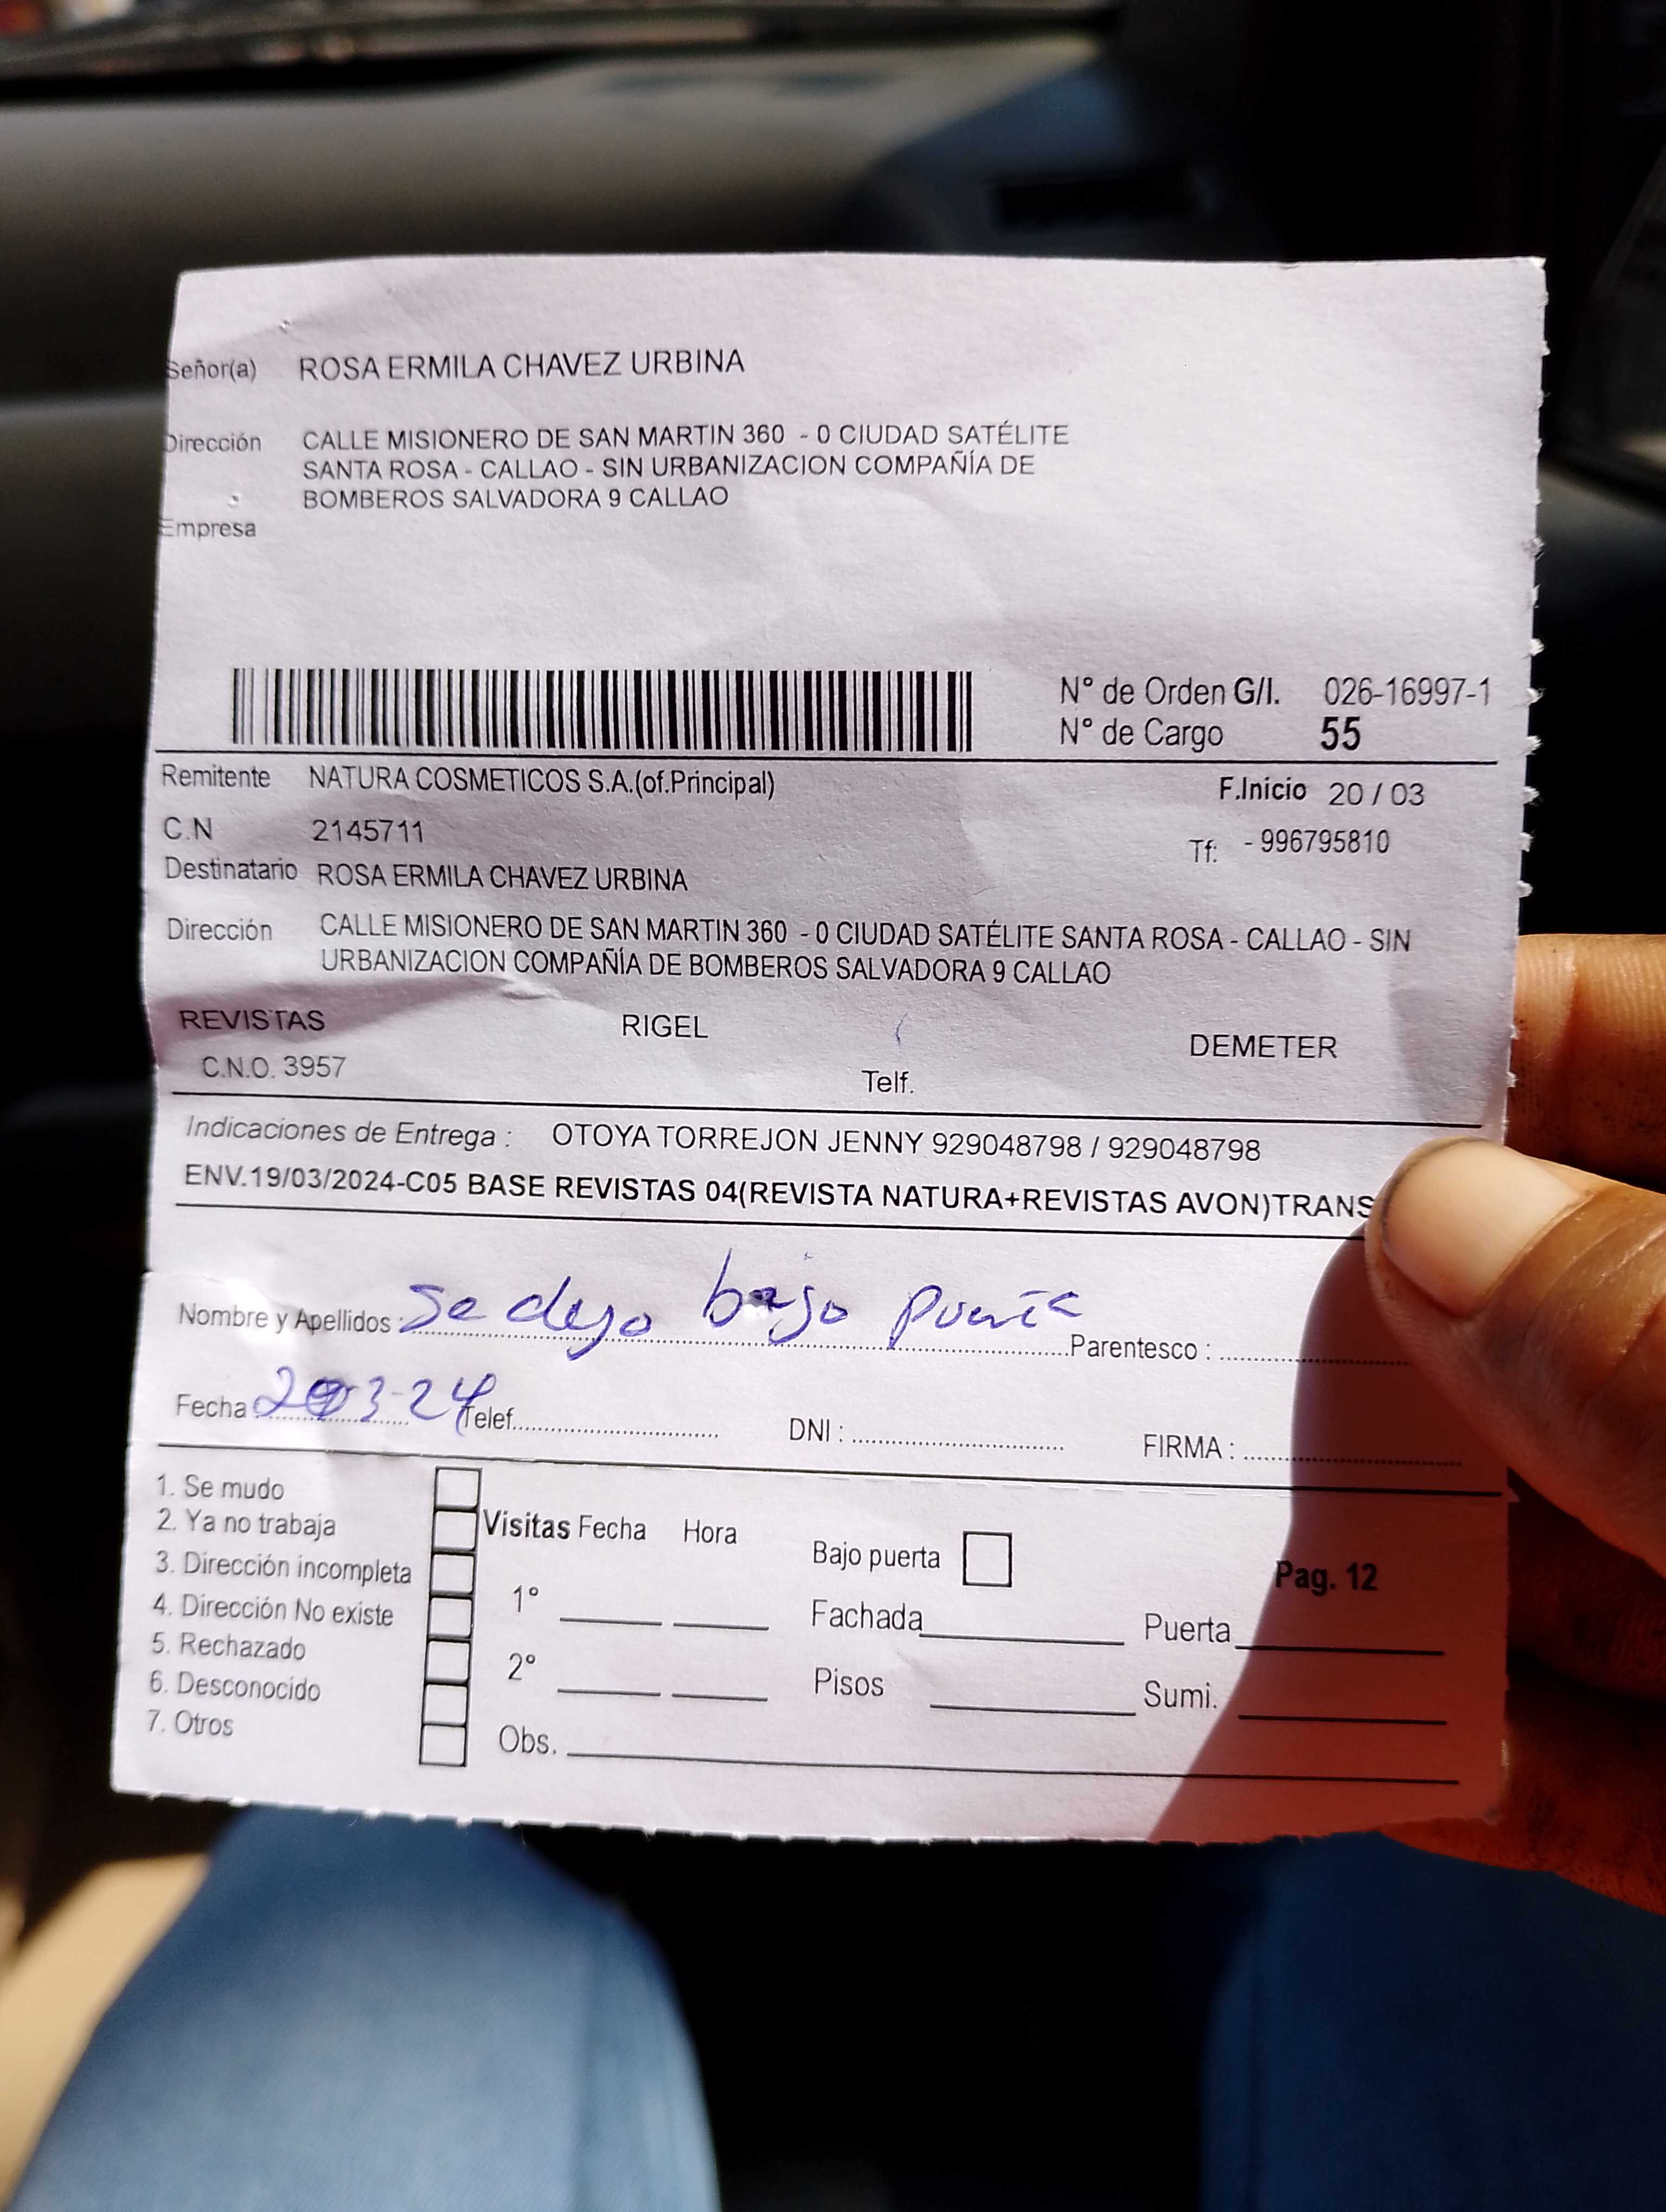 Señor(a) ROSA ERMILA CHAVEZ URBINA
Dirección CALLE MISIONERO DE SAN MARTIN 360 - 0 CIUDAD SATÉLITE
SANTA ROSA - CALLAO - SIN URBANIZACION COMPAÑÍA DE
BOMBEROS SALVADORA 9 CALLAO
Empresa
N° de Orden G/I. 026-16997-1
N° de Cargo 55
Remitente NATURA COSMETICOS S.A.(of.Principal) F.Inicio 20 / 03
C.N 2145711 Tf: - 996795810
Destinatario ROSA ERMILA CHAVEZ URBINA
Dirección CALLE MISIONERO DE SAN MARTIN 360 - 0 CIUDAD SATÉLITE SANTA ROSA - CALLAO - SIN
URBANIZACION COMPAÑÍA DE BOMBEROS SALVADORA 9 CALLAO
REVISTAS RIGEL DEMETER
C.N.O. 3957 Telf.
Indicaciones de Entrega : OTOYA TORREJON JENNY 929048798 / 929048798
ENV.19/03/2024-C05 BASE REVISTAS 04(REVISTA NATURA+REVISTAS AVON)TRANS
Nombre y Apellidos : Se dejo bajo puerta Parentesco :
Fecha Telef. DNI : FIRMA :
1. Se mudo
2. Ya no trabaja Visitas Fecha Hora Bajo puerta Pag. 12
3. Dirección incompleta
4. Dirección No existe 1° Fachada Puerta
5. Rechazado
6. Desconocido 2° Pisos Sumi.
7. Otros Obs.